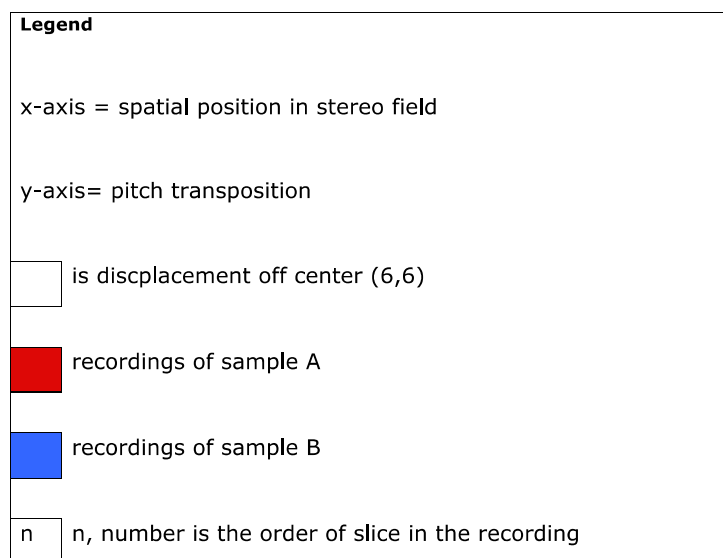 Legend
x-axis = spatial position in stereo field
y-axis= pitch transposition
is discplacement off center (6,6)
recordings of sample A
recordings of sample B
n n, number is the order of slice in the recording